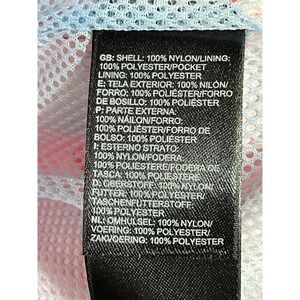 GB: SHELL: 100% NYLON/LINING:
100% POLYESTER/POCKET
LINING: 100% POLYESTER
E: TELA EXTERIOR: 100% NILÓN/
FORRO: 100% POLIÉSTER/FORRO
DE BOSILLO: 100% POLIÉSTER
P: PARTE EXTERNA:
100% NÁILON/FORRO:
100% POLIÉSTER/FORRO DE
BOLSO: 100% POLIÉSTER
I: ESTERNO STRATO:
100% NYLON/FODERA:
100% POLIESTERE/FODERA DE
TASCA: 100% POLIESTERE
D: OBERSTOFF: 100% NYLON/
FUTTER: 100% POLYESTER/
TASCHENFUTTERSTOFF:
100% POLYESTER
NL: OMHULSEL: 100% NYLON/
VOERING: 100% POLYESTER/
ZAKVOERING: 100% POLYESTER